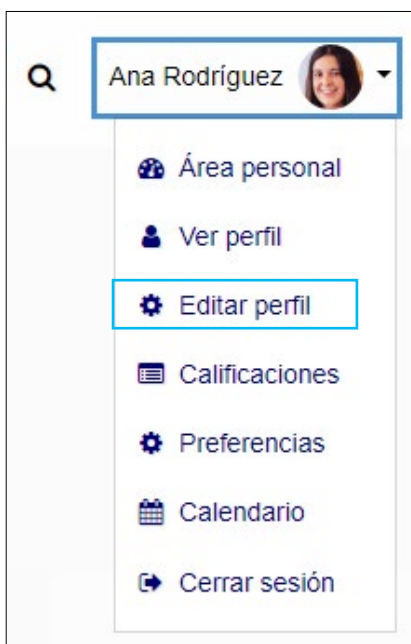 Ana Rodríguez
Área personal
Ver perfil
Editar perfil
Calificaciones
Preferencias
Calendario
Cerrar sesión